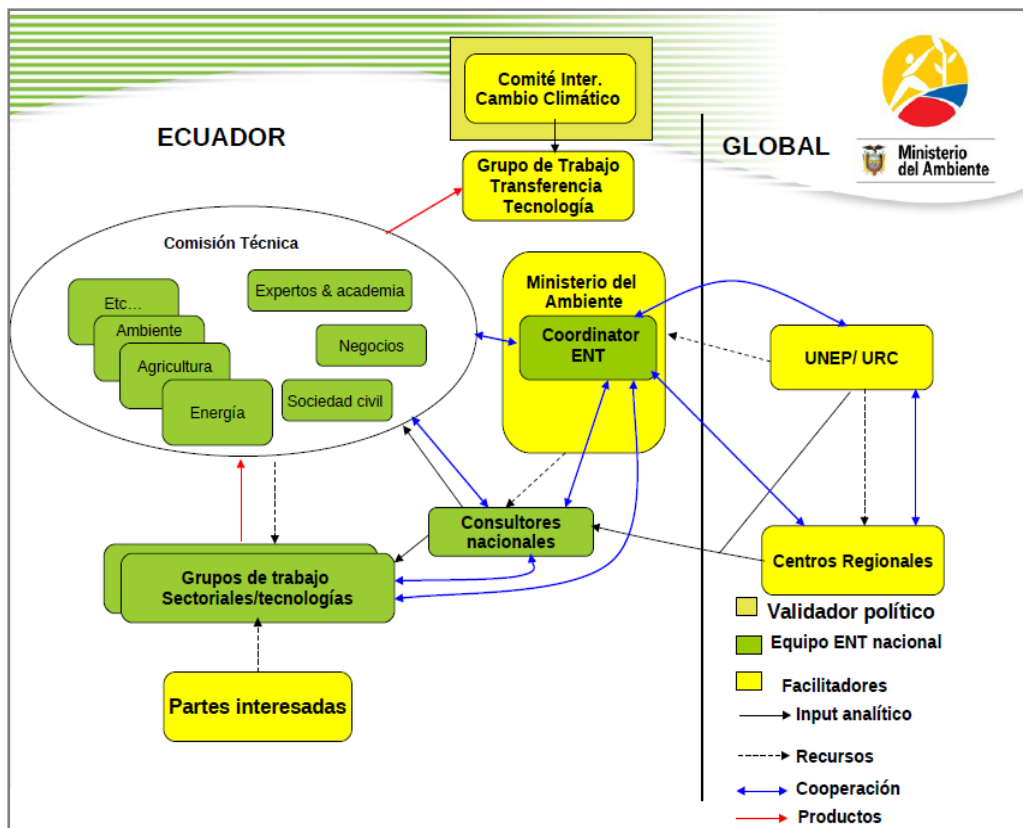 Comité Inter.
Cambio Climático
ECUADOR
GLOBAL
Ministerio
del Ambiente
Grupo de Trabajo
Transferencia
Tecnología
Comisión Técnica
Expertos & academia
Etc...
Ambiente
Negocios
Agricultura
Sociedad civil
Energía
Ministerio del
Ambiente
Coordinator
ENT
UNEP/ URC
Consultores
nacionales
Centros Regionales
Grupos de trabajo
Sectoriales/tecnologías
Partes interesadas
Validador político
Equipo ENT nacional
Facilitadores
Input analítico
Recursos
Cooperación
Productos